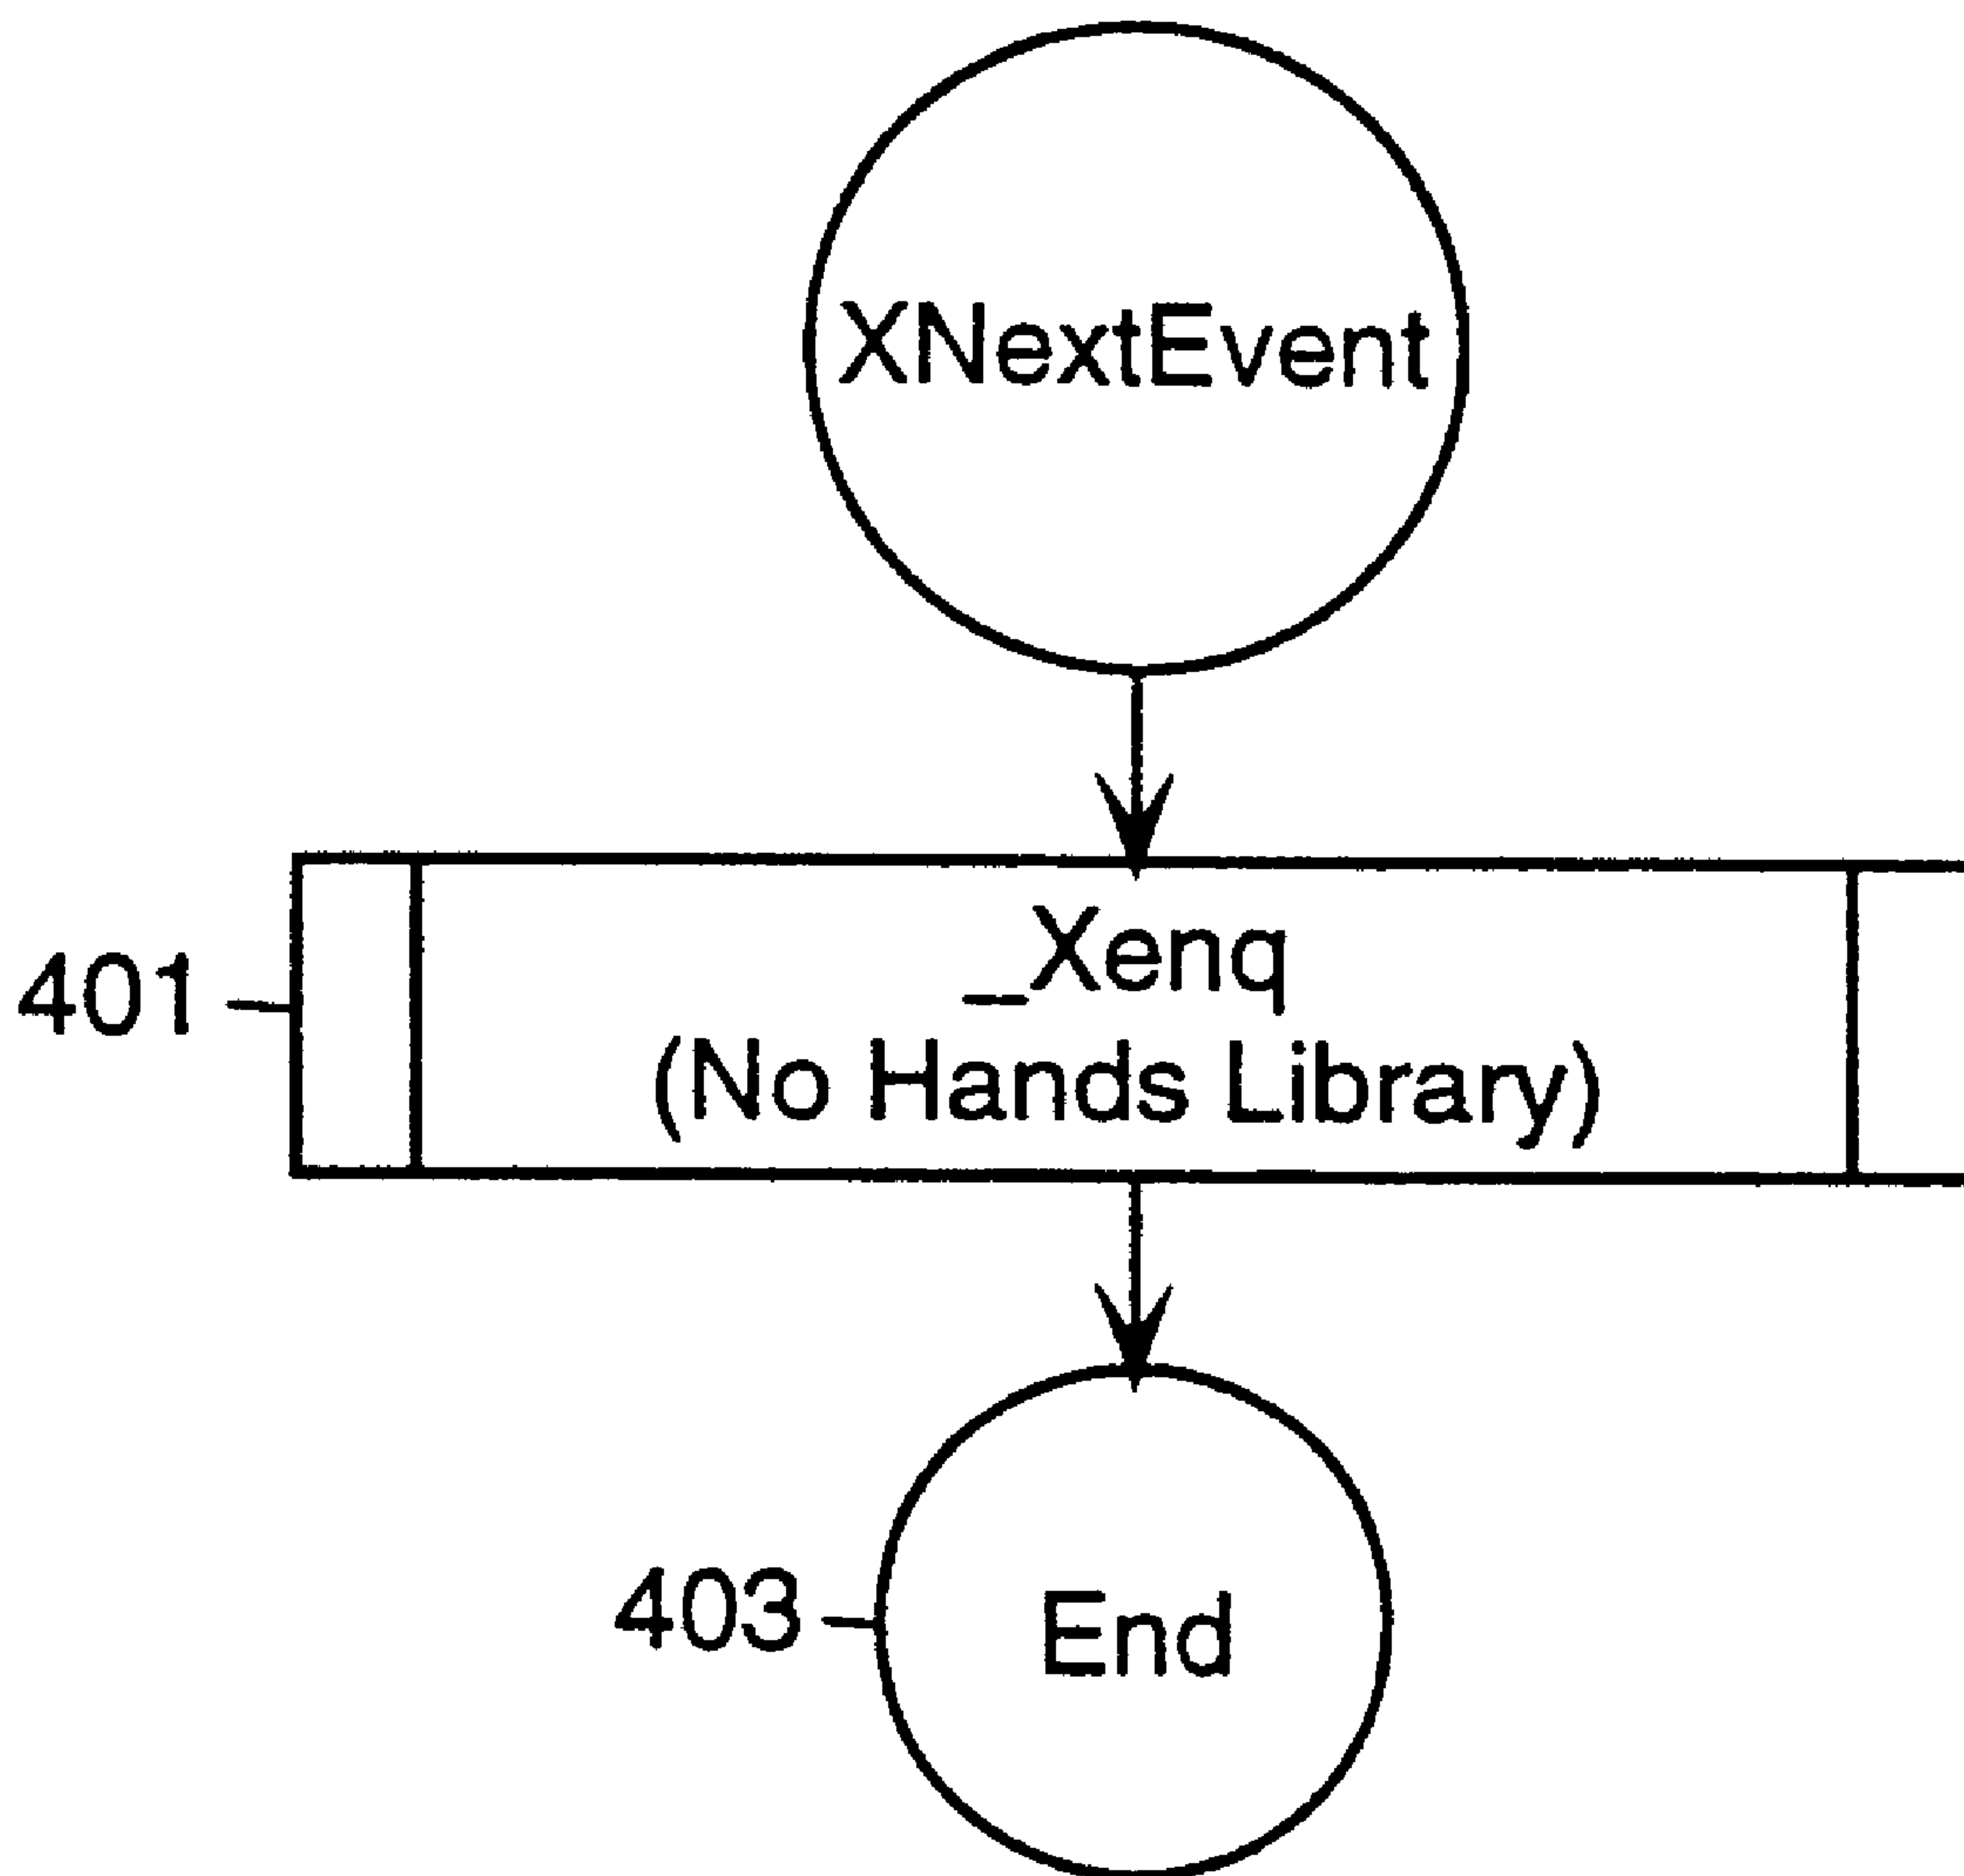 XNextEvent
_Xenq
401
(No Hands Library)
403
End